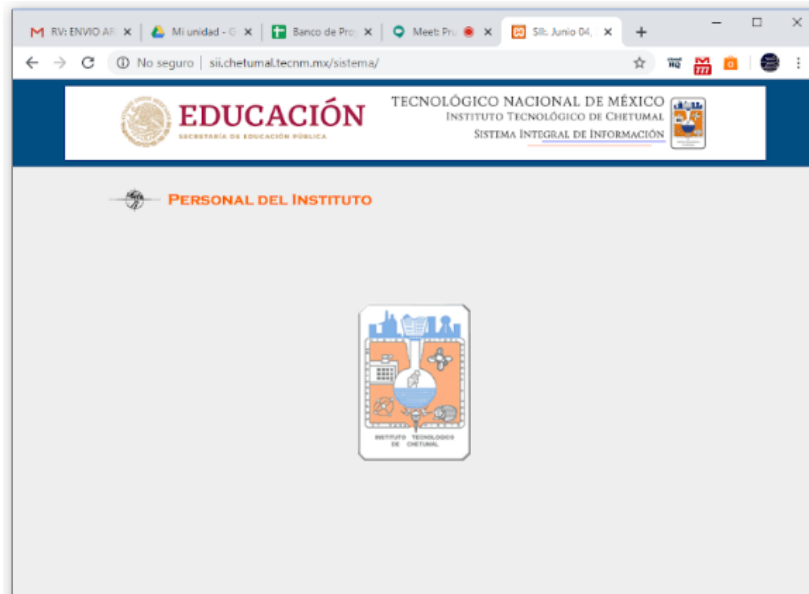 RV: ENVIO AR
Mi unidad - G
Banco de Pro
Meet: Pru
SII: Junio 04,
No seguro | sii.chetumal.tecnm.mx/sistema/
EDUCACIÓN
SECRETARÍA DE EDUCACIÓN PÚBLICA
TECNOLÓGICO NACIONAL DE MÉXICO
INSTITUTO TECNOLÓGICO DE CHETUMAL
SISTEMA INTEGRAL DE INFORMACIÓN
PERSONAL DEL INSTITUTO
INSTITUTO TECNOLOGICO
DE CHETUMAL